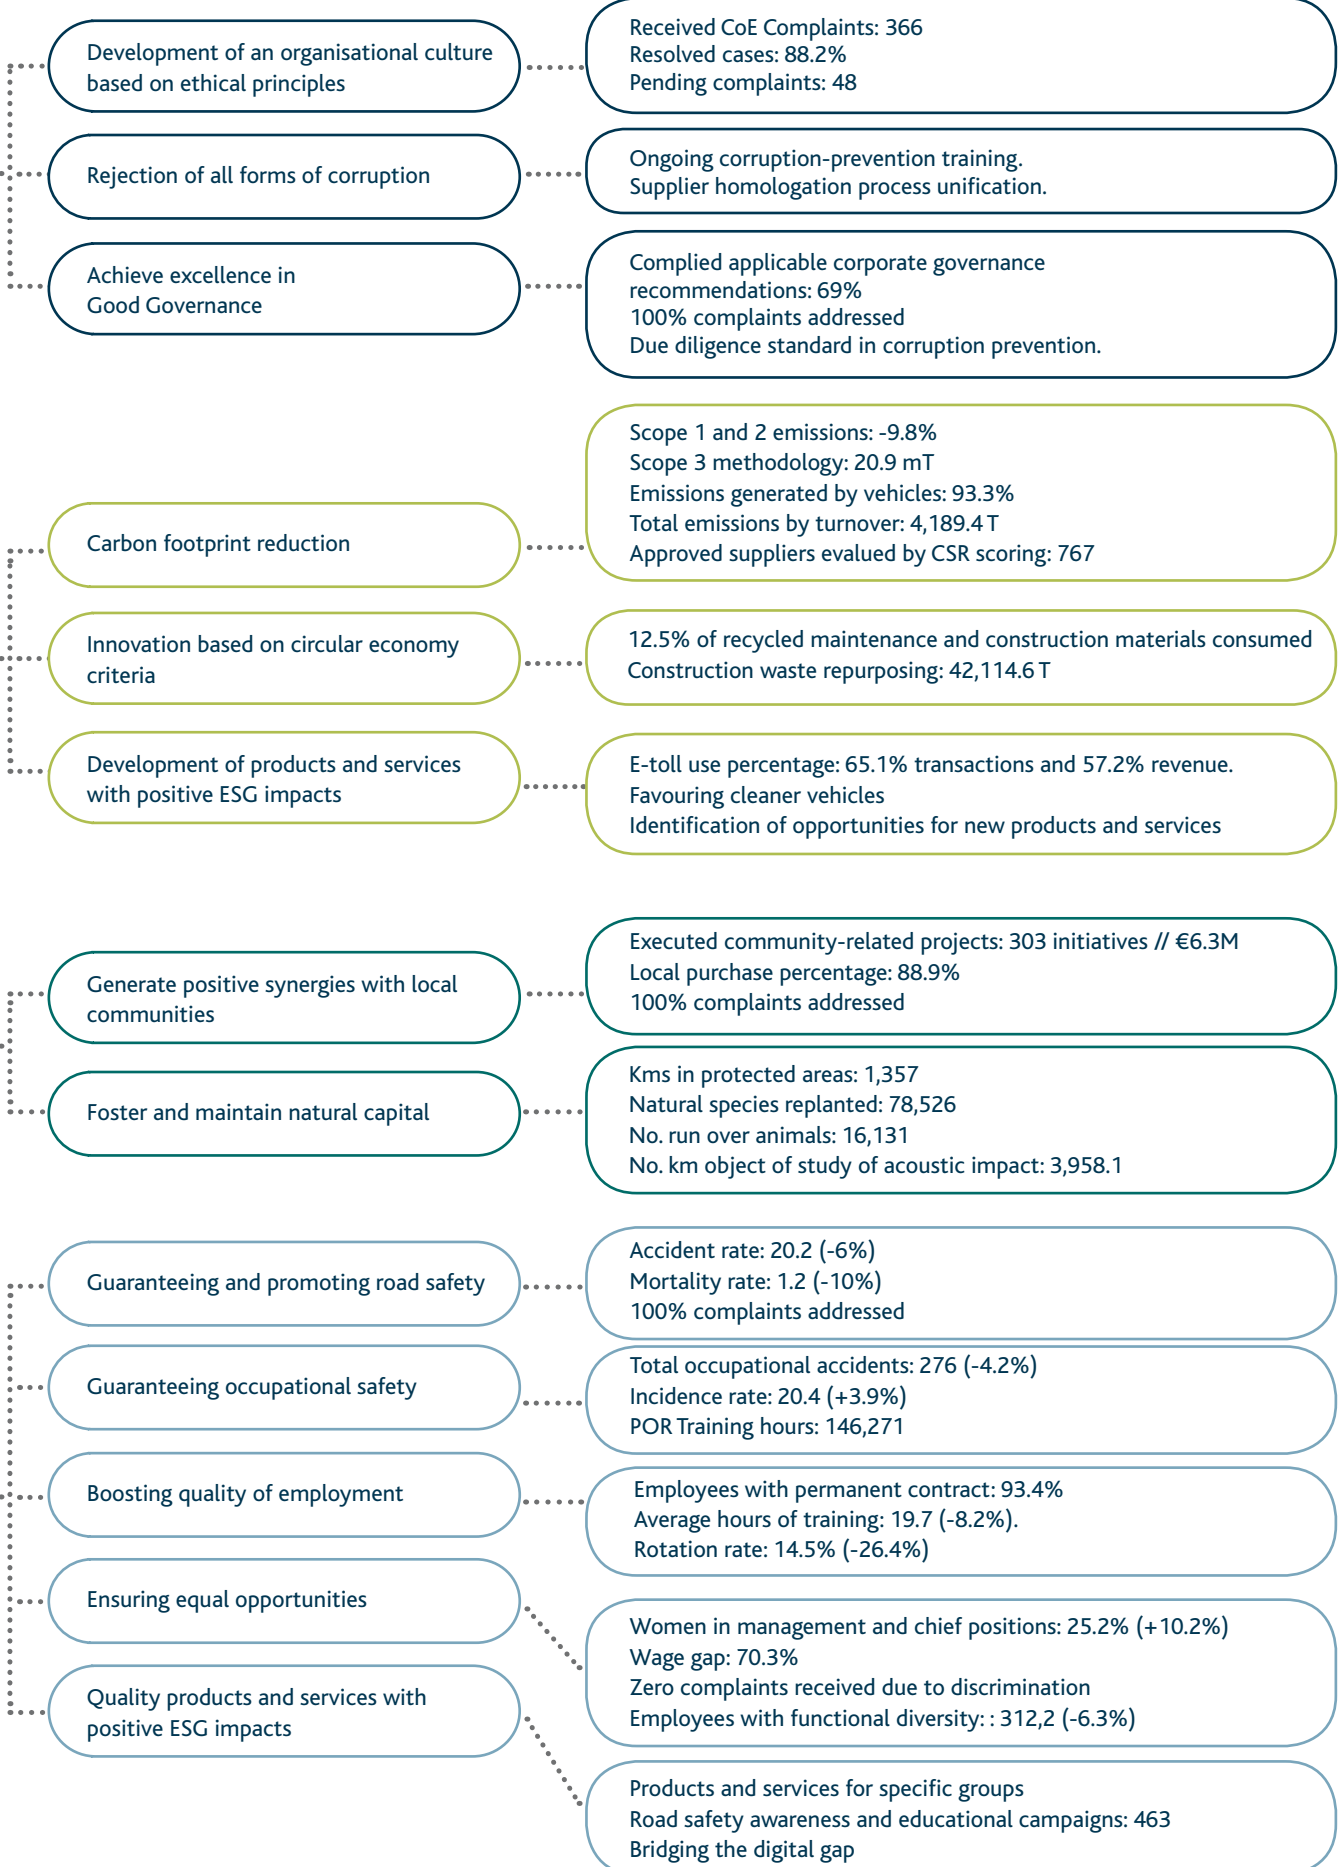 Development of an organisational culture
based on ethical principles
Received CoE Complaints: 366
Resolved cases: 88.2%
Pending complaints: 48
Rejection of all forms of corruption
Ongoing corruption-prevention training.
Supplier homologation process unification.
Achieve excellence in
Good Governance
Complied applicable corporate governance
recommendations: 69%
100% complaints addressed
Due diligence standard in corruption prevention.
Carbon footprint reduction
Scope 1 and 2 emissions: -9.8%
Scope 3 methodology: 20.9 mT
Emissions generated by vehicles: 93.3%
Total emissions by turnover: 4,189.4 T
Approved suppliers evalued by CSR scoring: 767
Innovation based on circular economy
criteria
12.5% of recycled maintenance and construction materials consumed
Construction waste repurposing: 42,114.6 T
Development of products and services
with positive ESG impacts
E-toll use percentage: 65.1% transactions and 57.2% revenue.
Favouring cleaner vehicles
Identification of opportunities for new products and services
Generate positive synergies with local
communities
Executed community-related projects: 303 initiatives // €6.3M
Local purchase percentage: 88.9%
100% complaints addressed
Foster and maintain natural capital
Kms in protected areas: 1,357
Natural species replanted: 78,526
No. run over animals: 16,131
No. km object of study of acoustic impact: 3,958.1
Guaranteeing and promoting road safety
Accident rate: 20.2 (-6%)
Mortality rate: 1.2 (-10%)
100% complaints addressed
Guaranteeing occupational safety
Total occupational accidents: 276 (-4.2%)
Incidence rate: 20.4 (+3.9%)
POR Training hours: 146,271
Boosting quality of employment
Employees with permanent contract: 93.4%
Average hours of training: 19.7 (-8.2%).
Rotation rate: 14.5% (-26.4%)
Ensuring equal opportunities
Women in management and chief positions: 25.2% (+10.2%)
Wage gap: 70.3%
Zero complaints received due to discrimination
Employees with functional diversity: : 312,2 (-6.3%)
Quality products and services with
positive ESG impacts
Products and services for specific groups
Road safety awareness and educational campaigns: 463
Bridging the digital gap